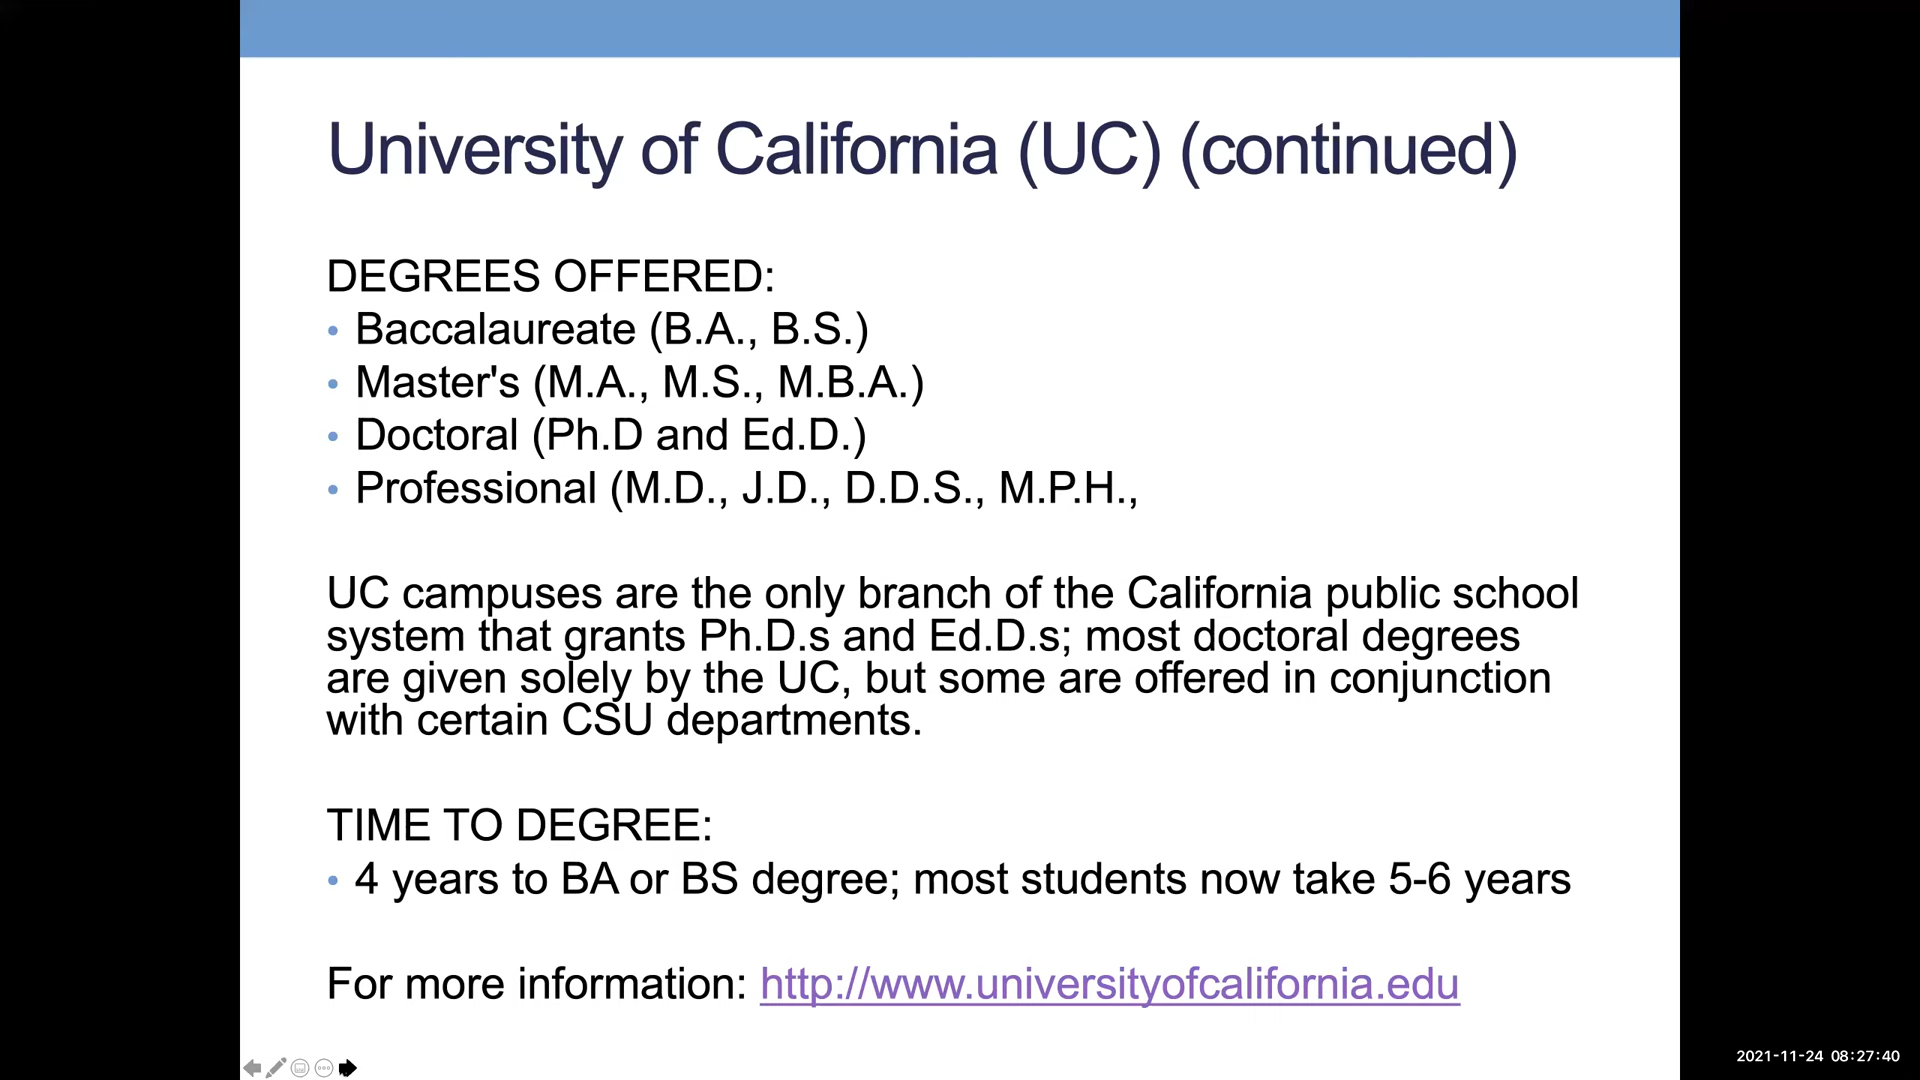 University of California (UC) (continued)
DEGREES OFFERED:
• Baccalaureate (B.A., B.S.)
• Master's (M.A., M.S., M.B.A.)
• Doctoral (Ph.D and Ed.D.)
• Professional (M.D., J.D., D.D.S., M.P.H.,
UC campuses are the only branch of the California public school
system that grants Ph.D.s and Ed.D.s; most doctoral degrees
are given solely by the UC, but some are offered in conjunction
with certain CSU departments.
TIME TO DEGREE:
• 4 years to BA or BS degree; most students now take 5-6 years
For more information: http://www.universityofcalifornia.edu
2021-11-24 08:27:40